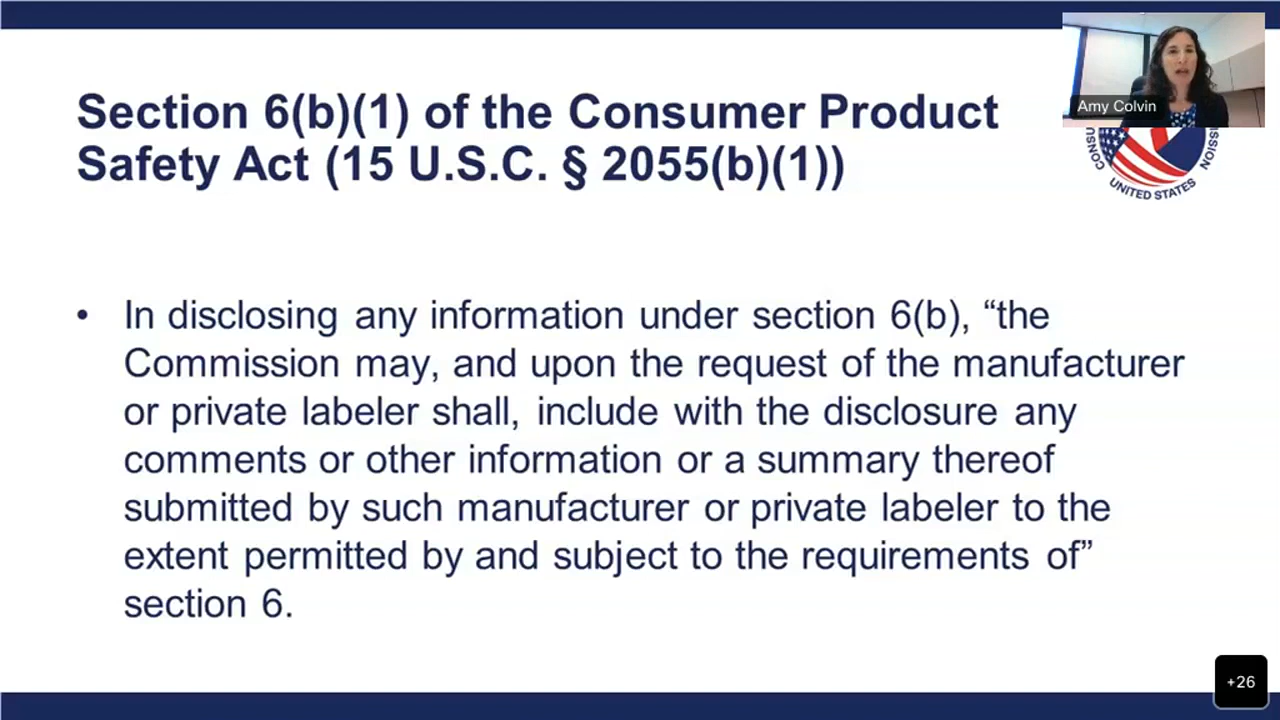 Section 6(b)(1) of the Consumer Product
Safety Act (15 U.S.C. § 2055(b)(1))
Amy Colvin
UNITED STATES
• In disclosing any information under section 6(b), “the
Commission may, and upon the request of the manufacturer
or private labeler shall, include with the disclosure any
comments or other information or a summary thereof
submitted by such manufacturer or private labeler to the
extent permitted by and subject to the requirements of”
section 6.
+26